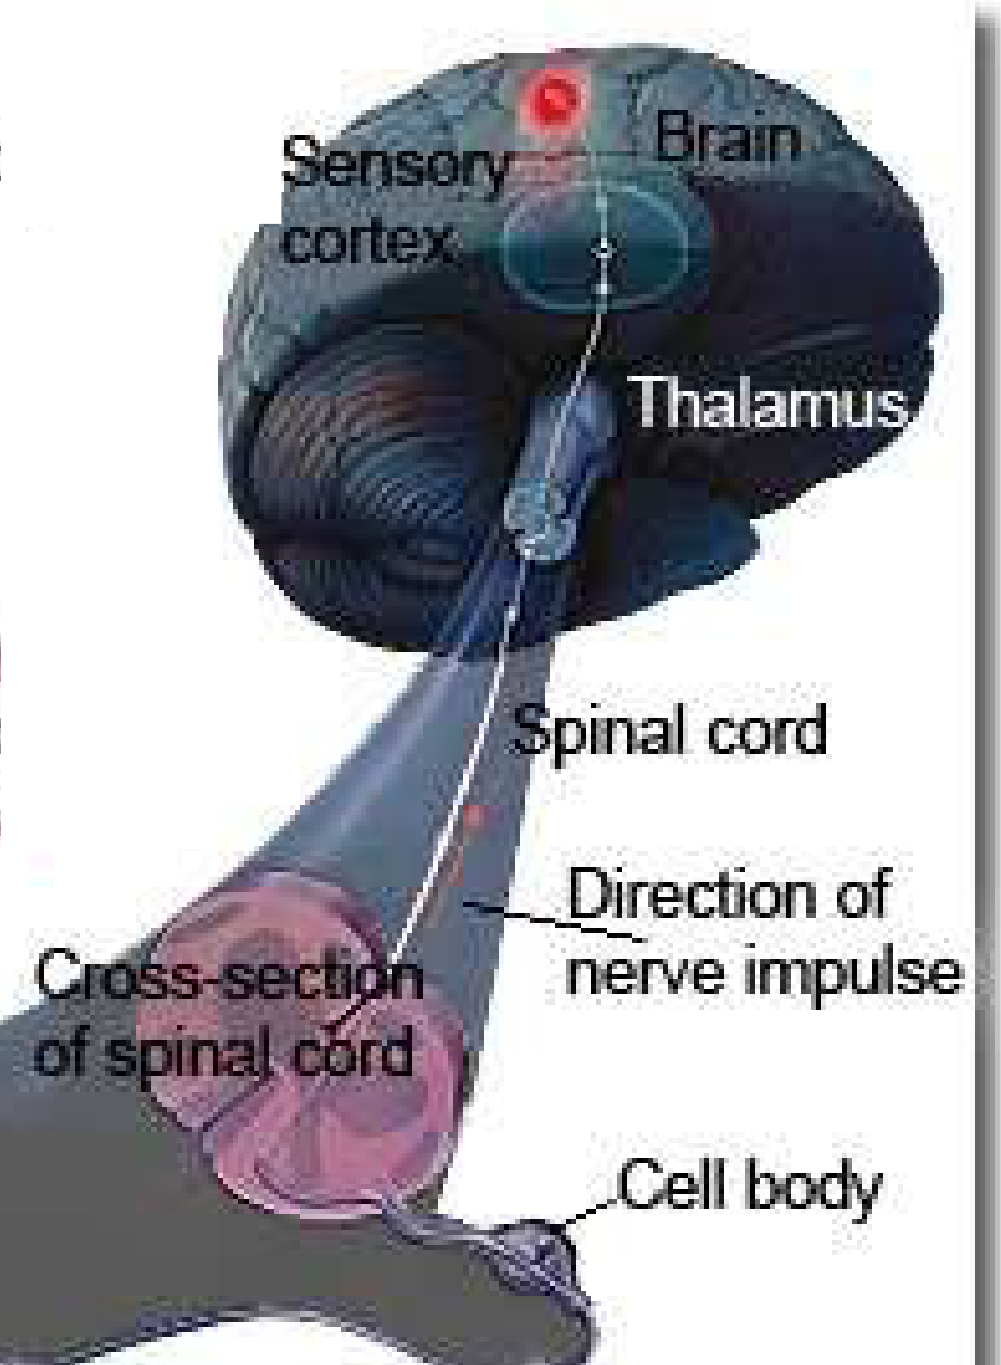 Brain
Sensory
cortex
Thalamus
Spinal cord
Direction of
nerve impulse
Cross-section
of spinal cord
Cell body